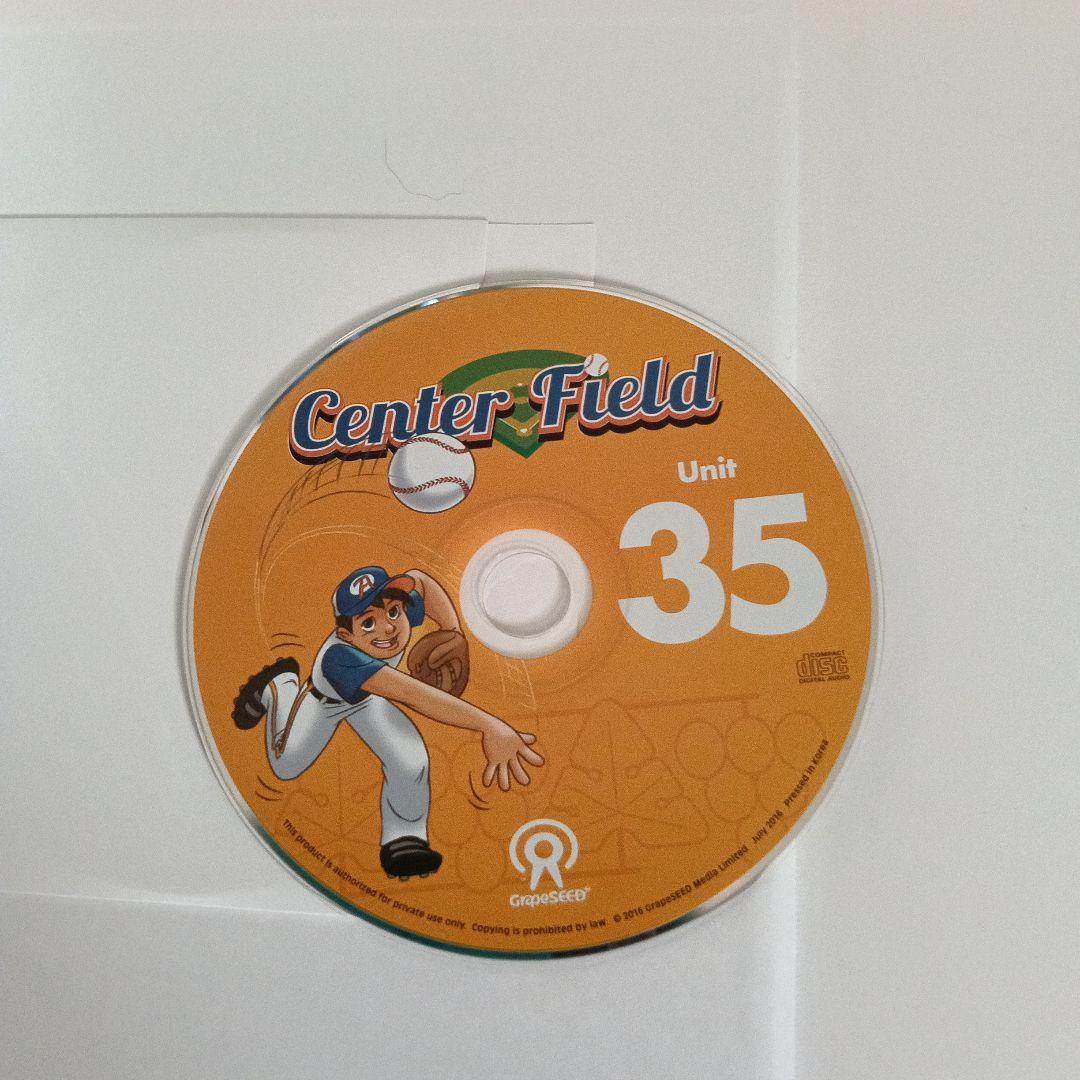 Center Field
Unit
35
A
COMPACT
disc
DIGITAL AUDIO
GrapeSEED™
This product is authorized for private use only. Copying is prohibited by law. © 2016 GrapeSEED Media Limited July 2016 Pressed in Korea